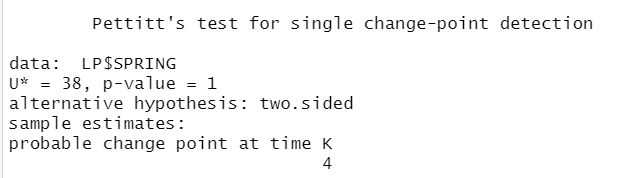 Pettitt's test for single change-point detection
data: LP$SPRING
U* = 38, p-value = 1
alternative hypothesis: two.sided
sample estimates:
probable change point at time K
4